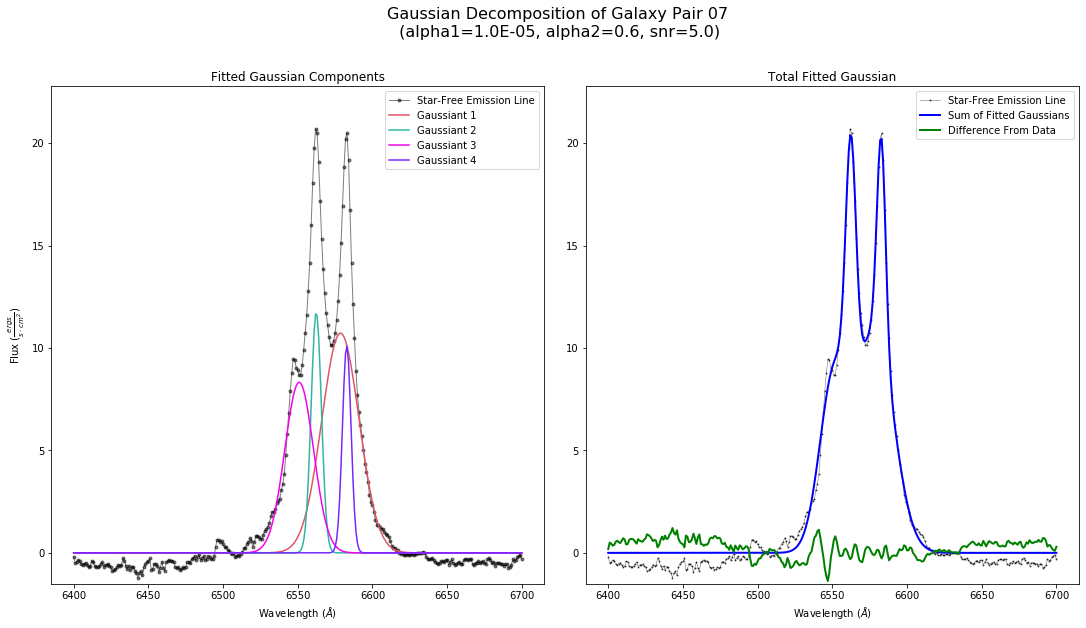 Gaussian Decomposition of Galaxy Pair 07
(alpha1=1.0E-05, alpha2=0.6, snr=5.0)
Fitted Gaussian Components
Star-Free Emission Line
Gaussiant 1
Gaussiant 2
Gaussiant 3
Gaussiant 4
20
15
10
5
0
Flux (ergs / s · cm²)
6400
6450
6500
6550
6600
6650
6700
Wavelength (Å)
Total Fitted Gaussian
Star-Free Emission Line
Sum of Fitted Gaussians
Difference From Data
20
15
10
5
0
6400
6450
6500
6550
6600
6650
6700
Wavelength (Å)